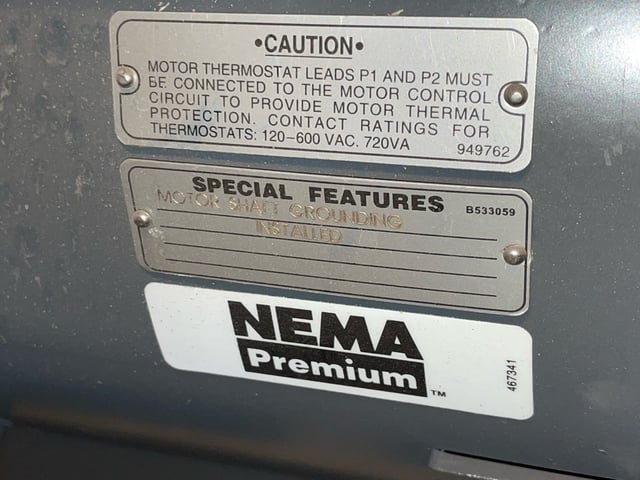 •CAUTION•
MOTOR THERMOSTAT LEADS P1 AND P2 MUST
BE CONNECTED TO THE MOTOR CONTROL
CIRCUIT TO PROVIDE MOTOR THERMAL
PROTECTION. CONTACT RATINGS FOR
THERMOSTATS: 120-600 VAC. 720VA 949762
SPECIAL FEATURES B533059
MOTOR SHAFT GROUNDING
INSTALLED
NEMA
Premium ™
467341